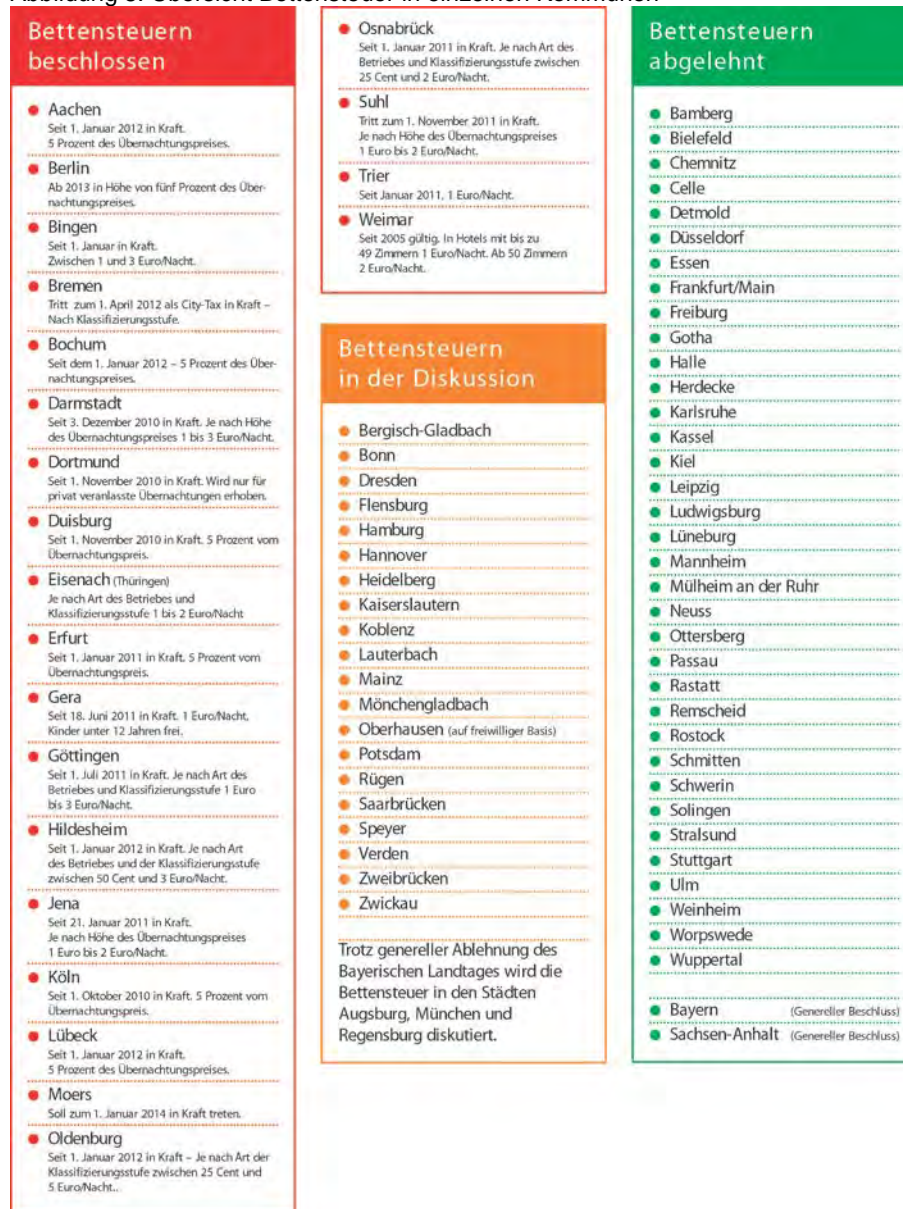 Abbildung 3: Übersicht Bettensteuer in einzelnen Kommunen
Bettensteuern
beschlossen
Aachen
Seit 1. Januar 2012 in Kraft.
5 Prozent des Übernachtungspreises.
Berlin
Ab 2013 in Höhe von fünf Prozent des Über-
nachtungspreises.
Bingen
Seit 1. Januar in Kraft.
Zwischen 1 und 3 Euro/Nacht.
Bremen
Tritt zum 1. April 2012 als City-Tax in Kraft –
Nach Klassifizierungsstufe.
Bochum
Seit dem 1. Januar 2012 – 5 Prozent des Über-
nachtungspreises.
Darmstadt
Seit 3. Dezember 2010 in Kraft. Je nach Höhe
des Übernachtungspreises 1 bis 3 Euro/Nacht.
Dortmund
Seit 1. November 2010 in Kraft. Wird nur für
privat veranlasste Übernachtungen erhoben.
Duisburg
Seit 1. November 2010 in Kraft. 5 Prozent vom
Übernachtungspreis.
Eisenach (Thüringen)
Je nach Art des Betriebes und
Klassifizierungsstufe 1 bis 2 Euro/Nacht
Erfurt
Seit 1. Januar 2011 in Kraft. 5 Prozent vom
Übernachtungspreis.
Gera
Seit 18. Juni 2011 in Kraft. 1 Euro/Nacht,
Kinder unter 12 Jahren frei.
Göttingen
Seit 1. Juli 2011 in Kraft. Je nach Art des
Betriebes und Klassifizierungsstufe 1 Euro
bis 3 Euro/Nacht.
Hildesheim
Seit 1. Januar 2012 in Kraft. Je nach Art
des Betriebes und der Klassifizierungsstufe
zwischen 50 Cent und 3 Euro/Nacht.
Jena
Seit 21. Januar 2011 in Kraft.
Je nach Höhe des Übernachtungspreises
1 Euro bis 2 Euro/Nacht.
Köln
Seit 1. Oktober 2010 in Kraft. 5 Prozent vom
Übernachtungspreis.
Lübeck
Seit 1. Januar 2012 in Kraft.
5 Prozent des Übernachtungspreises.
Moers
Soll zum 1. Januar 2014 in Kraft treten.
Oldenburg
Seit 1. Januar 2012 in Kraft – Je nach Art der
Klassifizierungsstufe zwischen 25 Cent und
5 Euro/Nacht..
Osnabrück
Seit 1. Januar 2011 in Kraft. Je nach Art des
Betriebes und Klassifizierungsstufe zwischen
25 Cent und 2 Euro/Nacht.
Suhl
Tritt zum 1. November 2011 in Kraft.
Je nach Höhe des Übernachtungspreises
1 Euro bis 2 Euro/Nacht.
Trier
Seit Januar 2011, 1 Euro/Nacht.
Weimar
Seit 2005 gültig. In Hotels mit bis zu
49 Zimmern 1 Euro/Nacht. Ab 50 Zimmern
2 Euro/Nacht.
Bettensteuern
in der Diskussion
Bergisch-Gladbach
Bonn
Dresden
Flensburg
Hamburg
Hannover
Heidelberg
Kaiserslautern
Koblenz
Lauterbach
Mainz
Mönchengladbach
Oberhausen (auf freiwilliger Basis)
Potsdam
Rügen
Saarbrücken
Speyer
Verden
Zweibrücken
Zwickau
Trotz genereller Ablehnung des
Bayerischen Landtages wird die
Bettensteuer in den Städten
Augsburg, München und
Regensburg diskutiert.
Bettensteuern
abgelehnt
Bamberg
Bielefeld
Chemnitz
Celle
Detmold
Düsseldorf
Essen
Frankfurt/Main
Freiburg
Gotha
Halle
Herdecke
Karlsruhe
Kassel
Kiel
Leipzig
Ludwigsburg
Lüneburg
Mannheim
Mülheim an der Ruhr
Neuss
Ottersberg
Passau
Rastatt
Remscheid
Rostock
Schmitten
Schwerin
Solingen
Stralsund
Stuttgart
Ulm
Weinheim
Worpswede
Wuppertal
Bayern (Genereller Beschluss)
Sachsen-Anhalt (Genereller Beschluss)